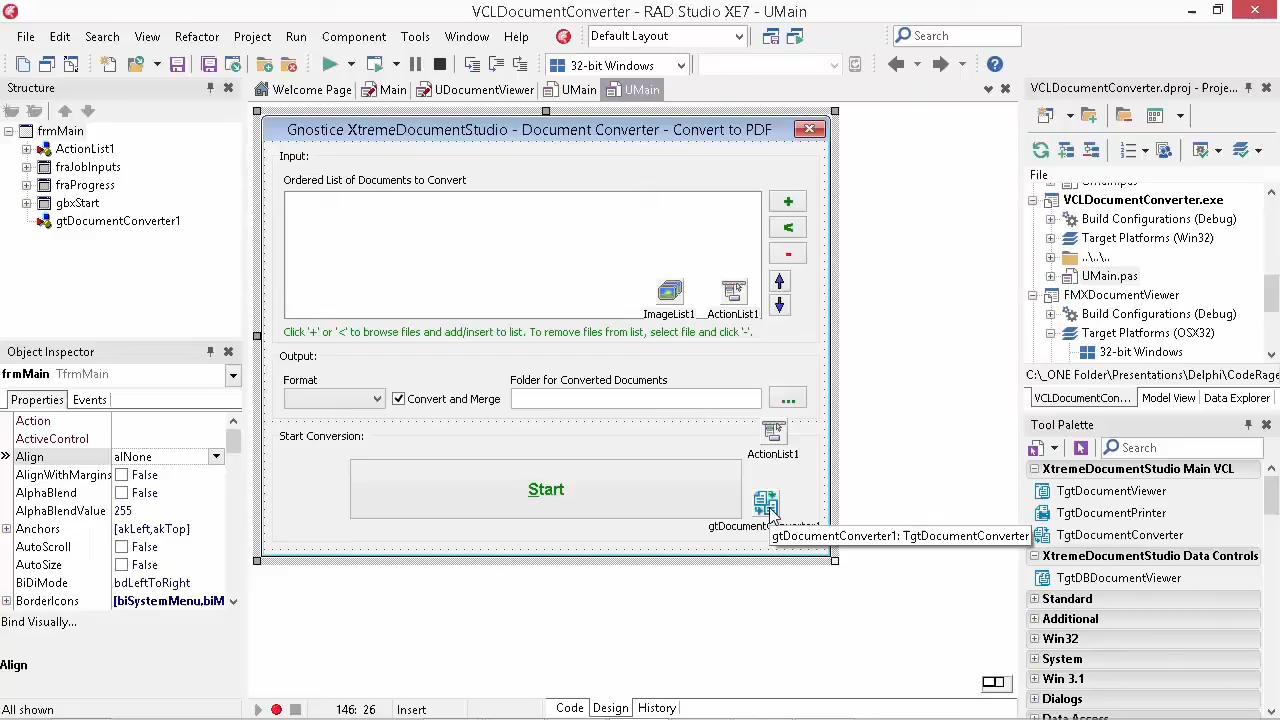 VCLDocumentConverter - RAD Studio XE7 - UMain
File Edit Search View Refactor Project Run Component Tools Window Help
Default Layout
Search
32-bit Windows
Structure
frmMain
ActionList1
fraJobInputs
fraProgress
gbxStart
gtDocumentConverter1
Object Inspector
frmMain TfrmMain
Properties Events
Action
ActiveControl
Align alNone
AlignWithMargins False
AlphaBlend False
AlphaBlendValue 255
Anchors [akLeft,akTop]
AutoScroll False
AutoSize False
BiDiMode bdLeftToRight
BorderIcons [biSystemMenu,biM
Bind Visually...
Align
All shown
Welcome Page Main UDocumentViewer UMain UMain
Gnostice XtremeDocumentStudio - Document Converter - Convert to PDF
Input:
Ordered List of Documents to Convert
+
<
-
ImageList1 ActionList1
Click '+' or '<' to browse files and add/insert to list. To remove files from list, select file and click '-'.
Output:
Format
Convert and Merge
Folder for Converted Documents
...
Start Conversion:
ActionList1
Start
gtDocumentConverter1: TgtDocumentConverter
146: 26 Insert
Code Design History
VCLDocumentConverter.dproj - Proje...
File
VCLDocumentConverter.exe
Build Configurations (Debug)
Target Platforms (Win32)
..\..\..
UMain.pas
FMXDocumentViewer
Build Configurations (Debug)
Target Platforms (OSX32)
32-bit Windows
C:\_ONE Folder\Presentations\Delphi\CodeRage
VCLDocumentCon... Model View Data Explorer
Tool Palette
Search
XtremeDocumentStudio Main VCL
TgtDocumentViewer
TgtDocumentPrinter
TgtDocumentConverter
XtremeDocumentStudio Data Controls
TgtDBDocumentViewer
Standard
Additional
Win32
System
Win 3.1
Dialogs
Data Access